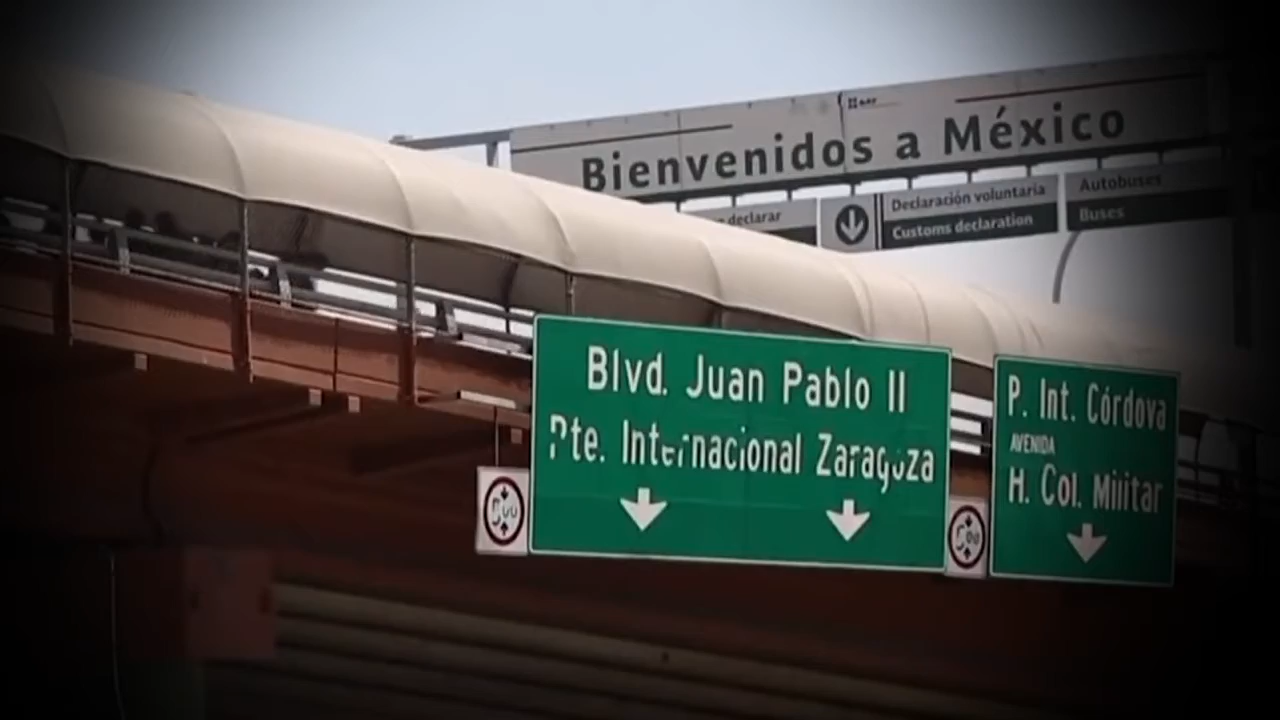 Bienvenidos a México
declarar
Declaración voluntaria
Customs declaration
Autobuses
Buses
Blvd. Juan Pablo II
Pte. Internacional Zaragoza
P. Int. Córdova
AVENIDA
H. Col. Militar